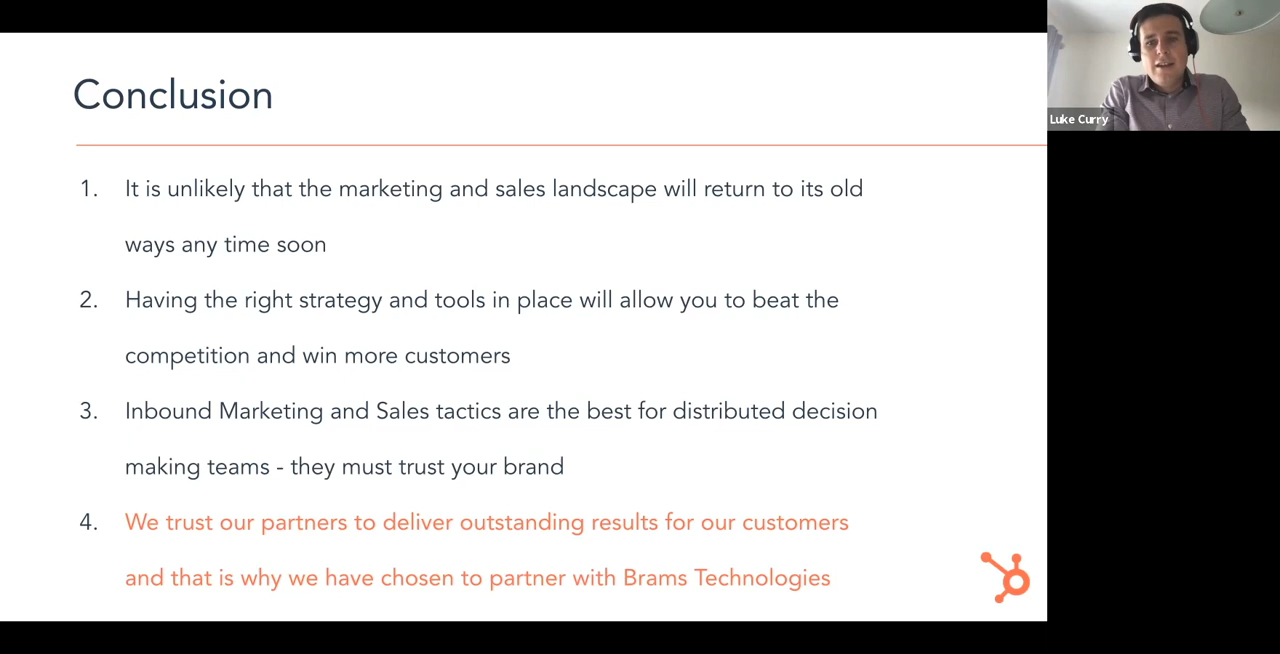 Conclusion
1. It is unlikely that the marketing and sales landscape will return to its old
ways any time soon
2. Having the right strategy and tools in place will allow you to beat the
competition and win more customers
3. Inbound Marketing and Sales tactics are the best for distributed decision
making teams - they must trust your brand
4. We trust our partners to deliver outstanding results for our customers
and that is why we have chosen to partner with Brams Technologies
Luke Curry